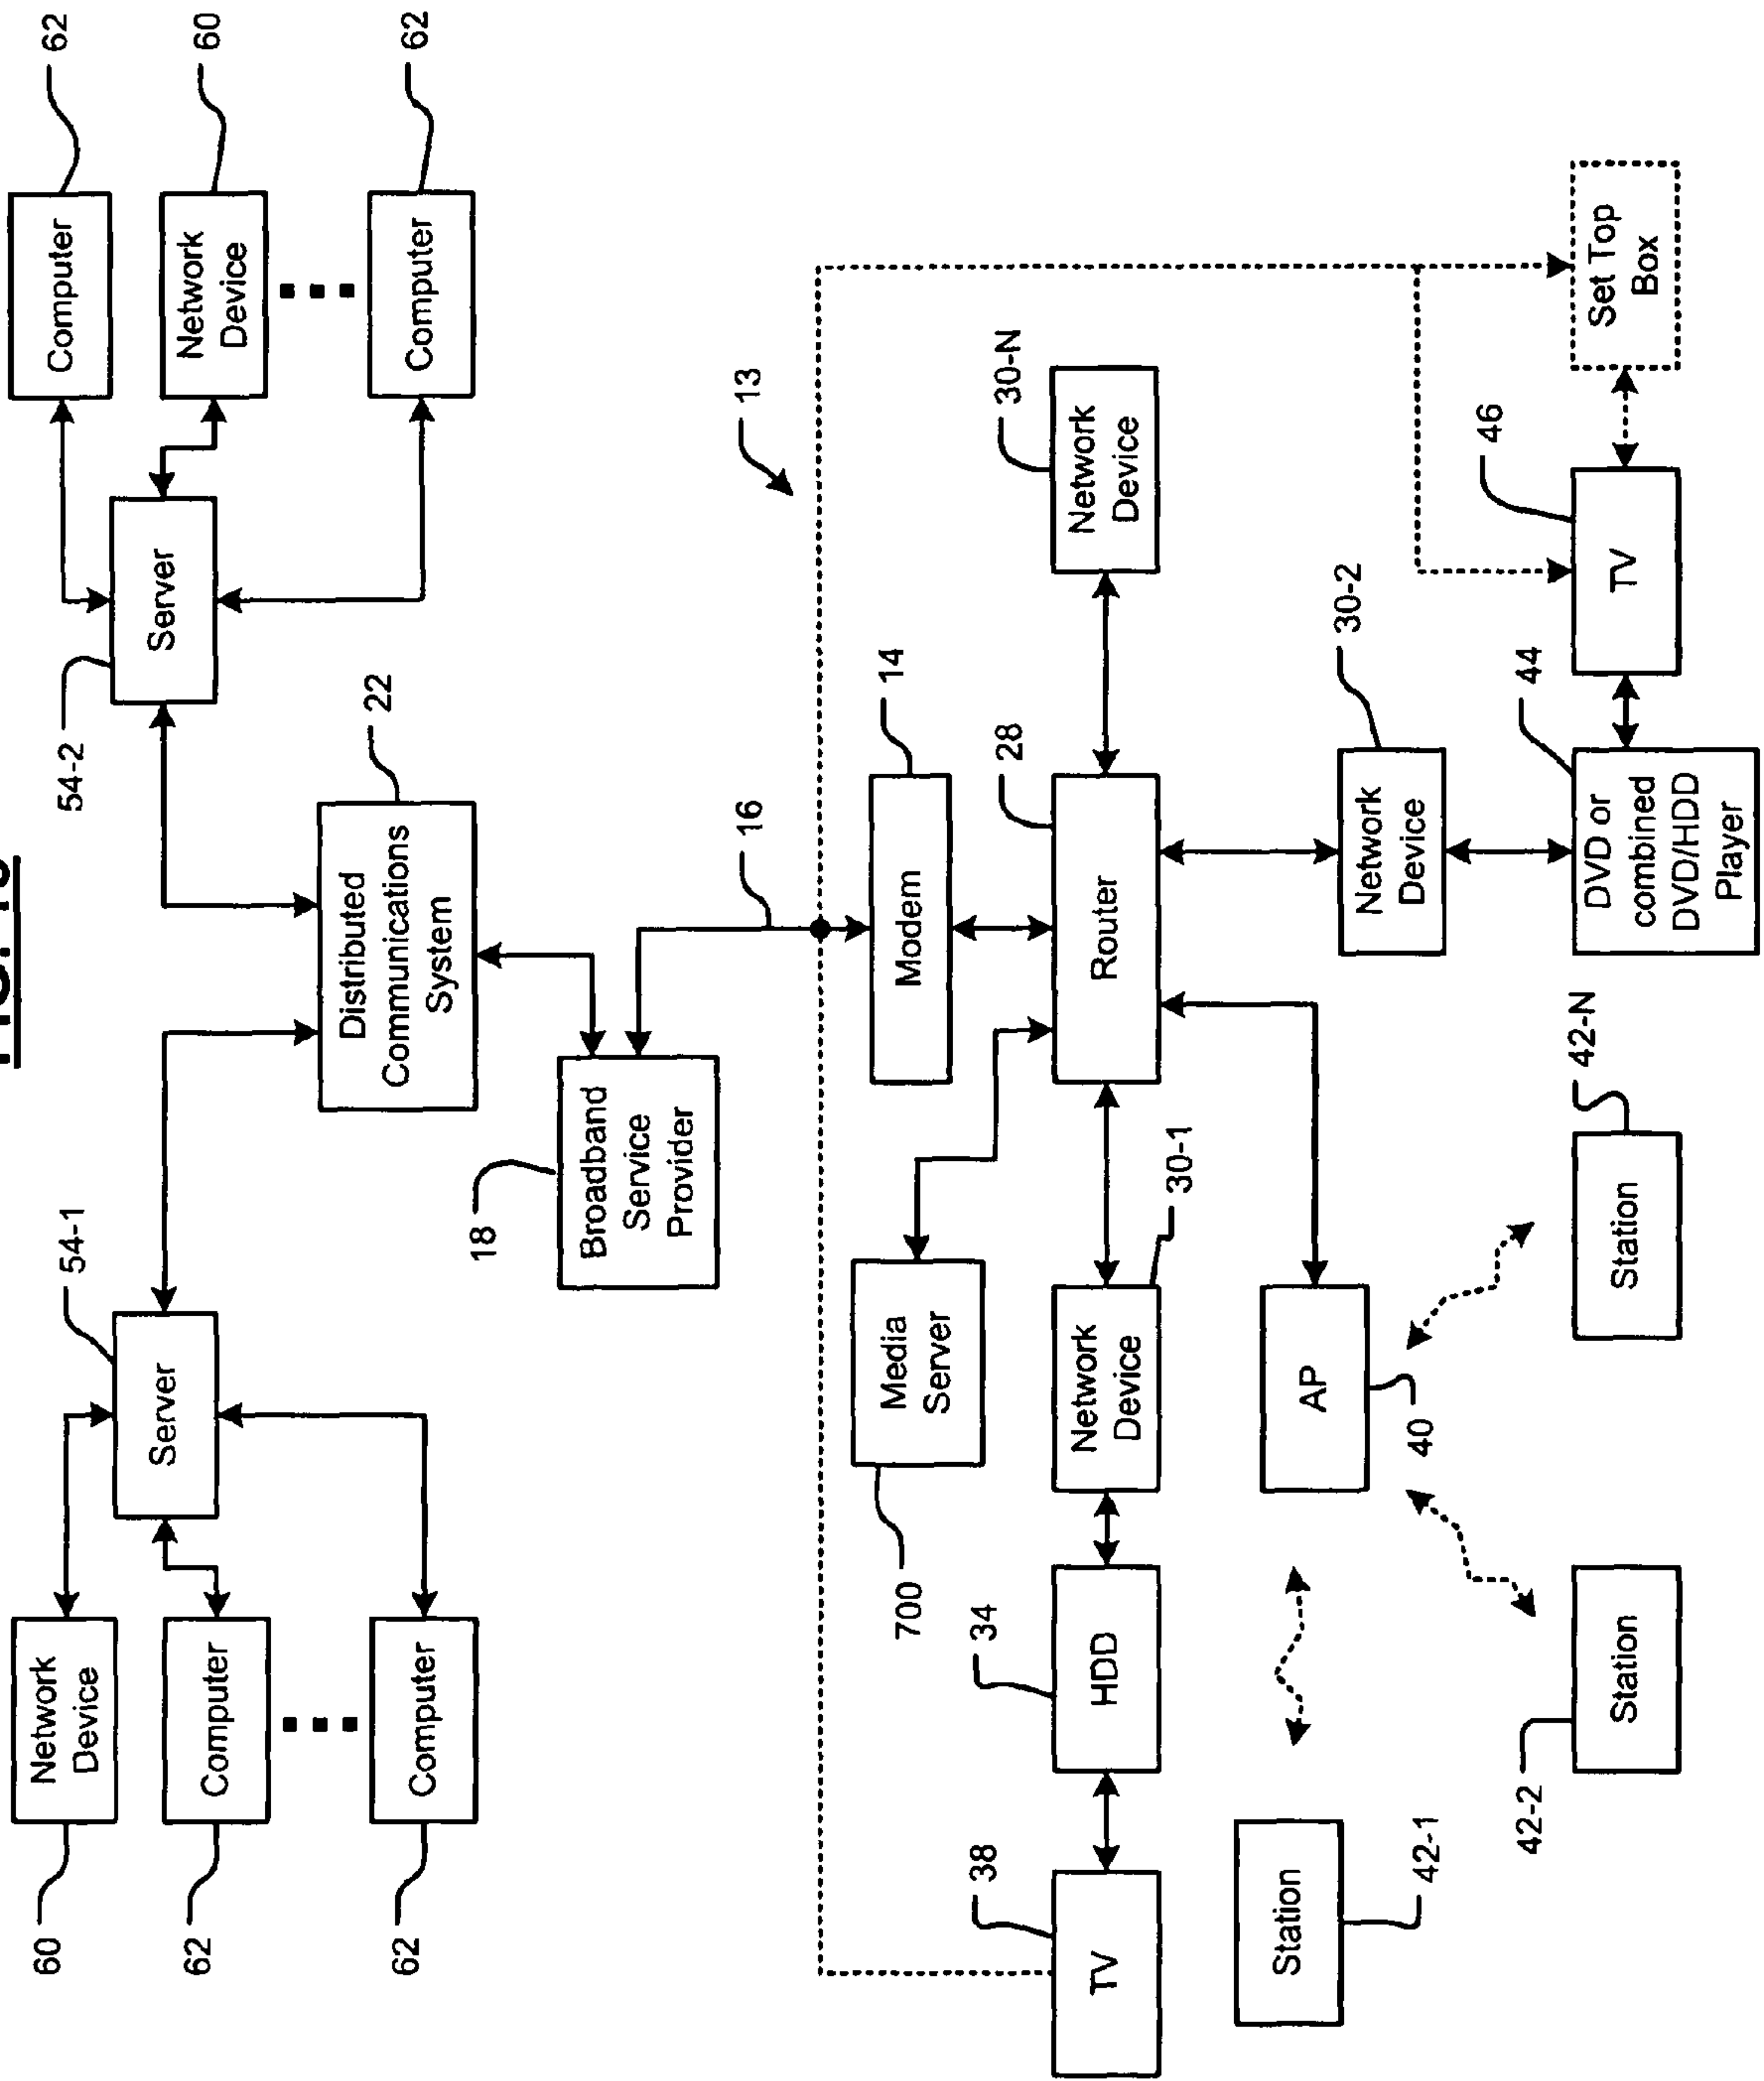 FIG.
60
Network
Device
62
Computer
62
Computer
54-1
Server
54-2
Server
Computer
62
Network
Device
60
Computer
62
22
Distributed
Communications
System
18
Broadband
Service
Provider
16
13
700
Media
Server
14
Modem
38
TV
34
HDD
Network
Device
30-1
28
Router
30-N
Network
Device
Station
42-1
AP
40
30-2
Network
Device
42-2
Station
42-N
Station
44
DVD or
combined
DVD/HDD
Player
46
TV
Set Top
Box